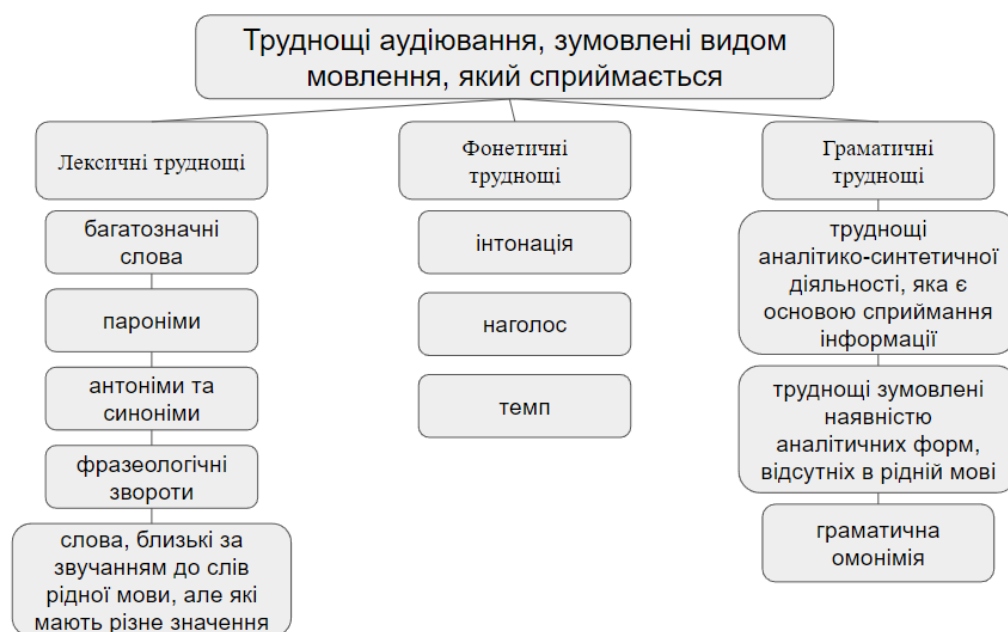 Труднощі аудіювання, зумовлені видом
мовлення, який сприймається
Лексичні труднощі
багатозначні
слова
пароніми
антоніми та
синоніми
фразеологічні
звороти
слова, близькі за
звучанням до слів
рідної мови, але які
мають різне значення
Фонетичні
труднощі
інтонація
наголос
темп
Граматичні
труднощі
труднощі
аналітико-синтетичної
діяльності, яка є
основою сприймання
інформації
труднощі зумовлені
наявністю
аналітичних форм,
відсутніх в рідній мові
граматична
омонімія